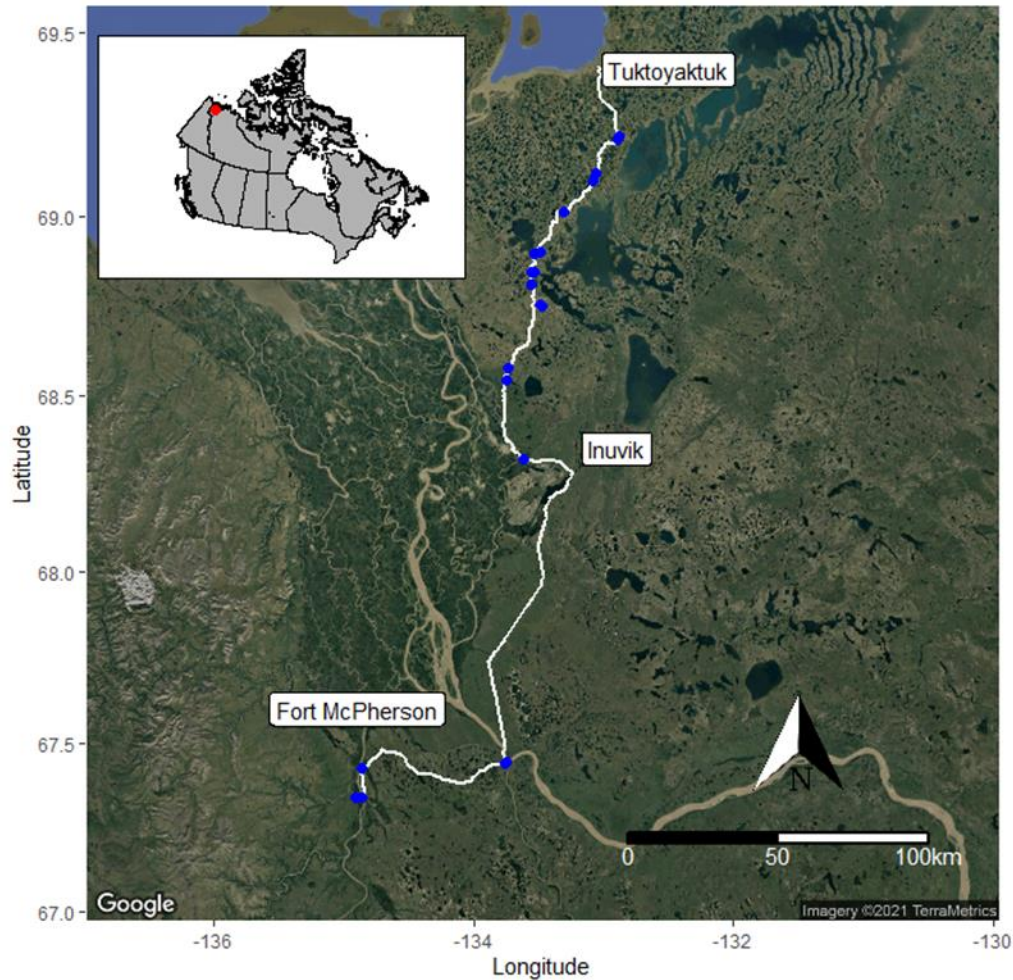 69.5
Tuktoyaktuk
69.0
68.5
Inuvik
Latitude
68.0
Fort McPherson
67.5
N
0 50 100km
Google
Imagery ©2021 TerraMetrics
67.0
-136 -134 -132 -130
Longitude